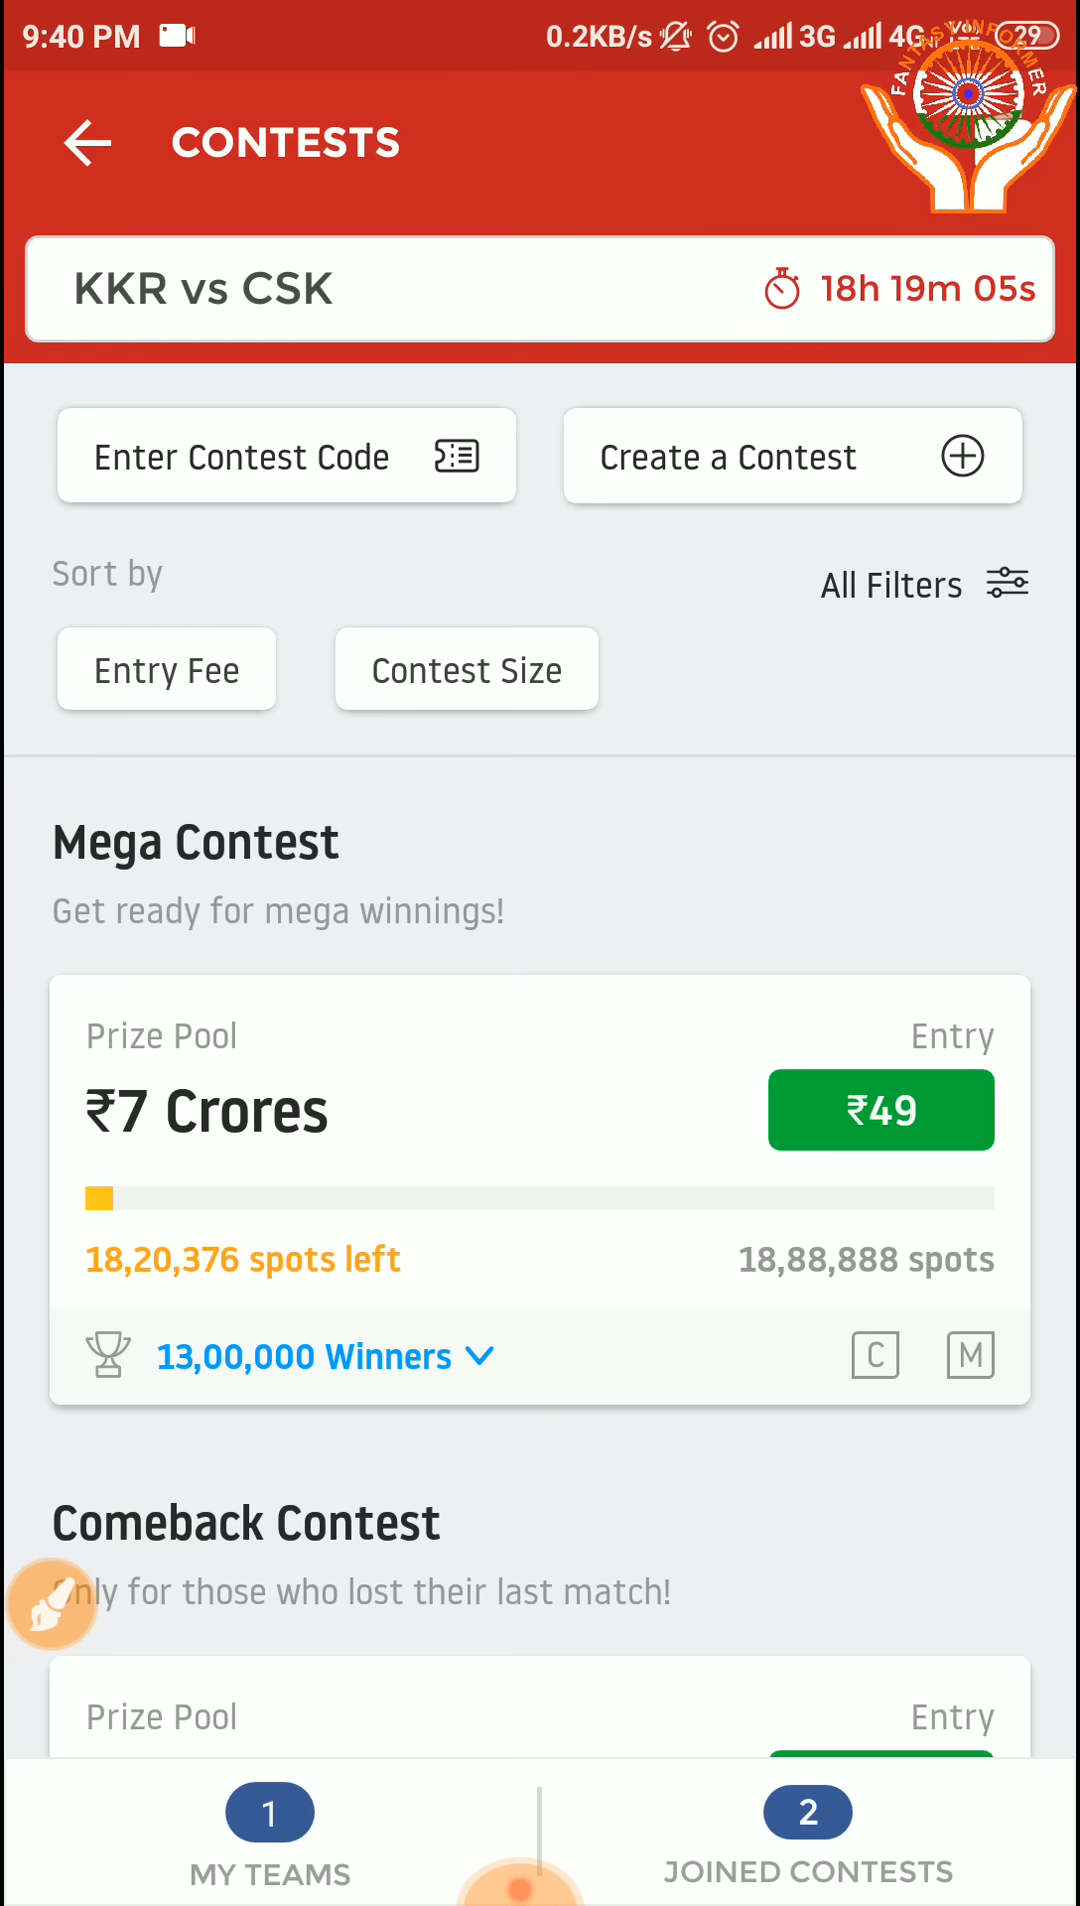 9:40 PM 0.2KB/s 3G 4G 29
FANTASY INFORMER
CONTESTS
KKR vs CSK 18h 19m 05s
Enter Contest Code Create a Contest
Sort by All Filters
Entry Fee Contest Size
Mega Contest
Get ready for mega winnings!
Prize Pool Entry
₹7 Crores ₹49
18,20,376 spots left 18,88,888 spots
13,00,000 Winners C M
Comeback Contest
nly for those who lost their last match!
Prize Pool Entry
1 2
MY TEAMS JOINED CONTESTS